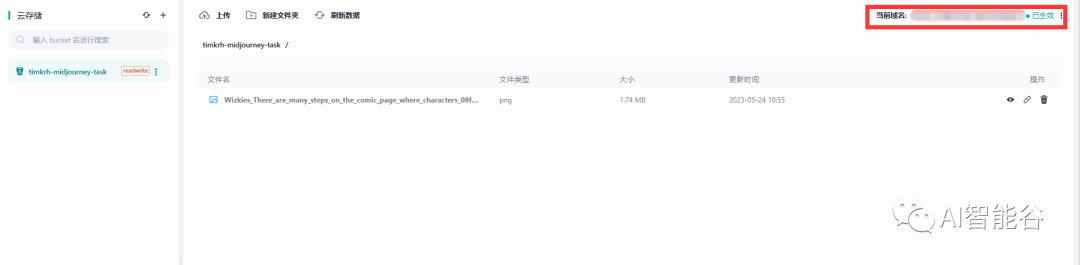 云存储
上传 新建文件夹 刷新数据
当前域名: 已生效
输入 bucket 名进行搜索
timkrh-midjourney-task /
timkrh-midjourney-task readwrite
文件名 文件类型 大小 更新时间 操作
Wizkies_There_are_many_steps_on_the_comic_page_where_characters_08f... png 1.74 MB 2023-05-24 10:55
AI智能谷